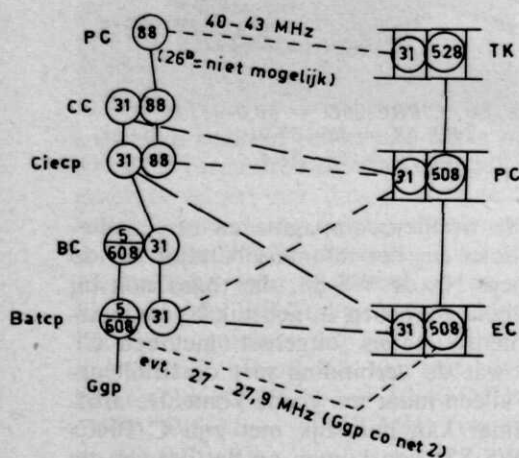 PC 88 40-43 MHz 31 528 TK
(26ᴰ=niet mogelijk)
CC 31 88
Ciecp 31 88 31 508 PC
BC 5/608 31
Batcp 5/608 31 31 508 EC
Ggp evt. 27 - 27,9 MHz (Ggp co net 2)